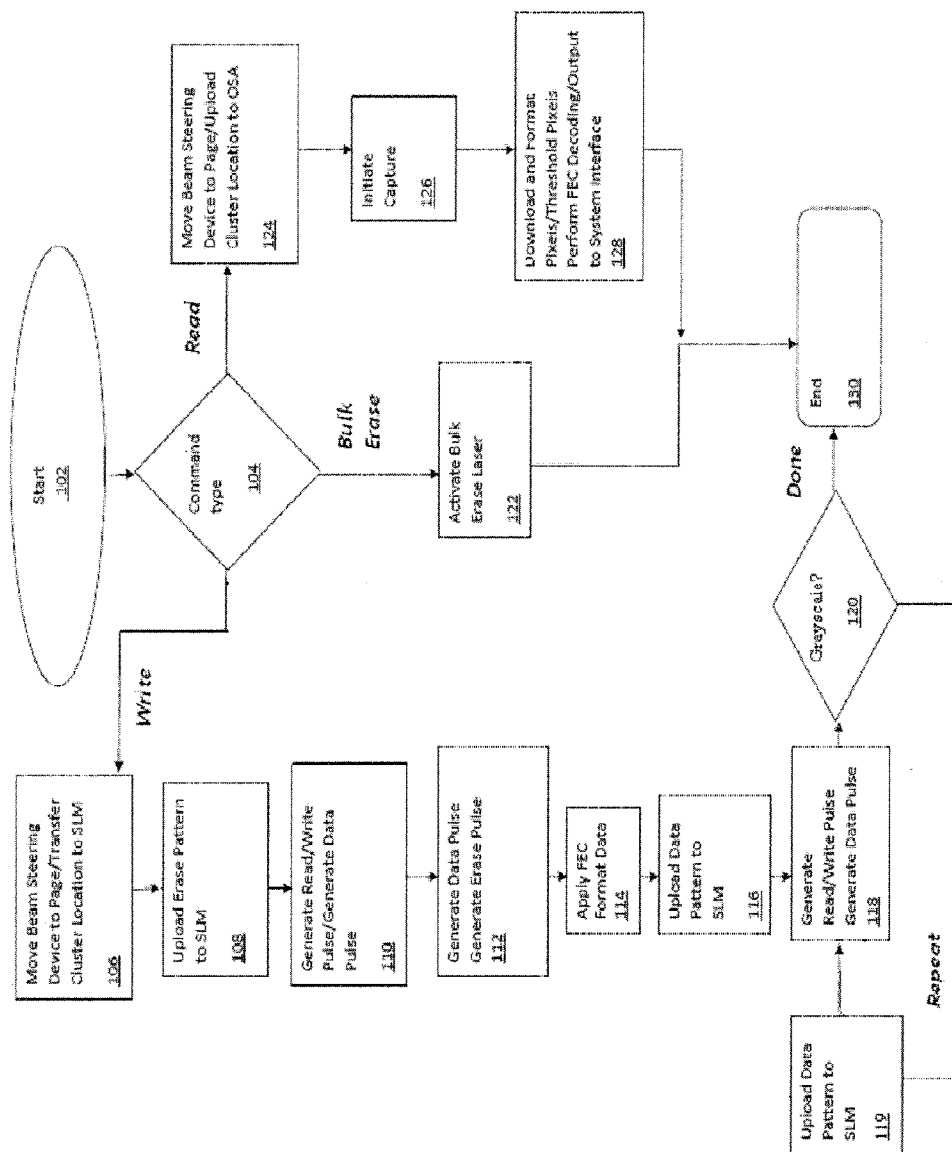 Start
102
Command
type
104
Write
Read
Bulk
Erase
Move Beam Steering
Device to Page/Transfer
Cluster Location to SLM
106
Upload Erase Pattern
to SLM
108
Generate Read/Write
Pulse/Generate Data
Pulse
110
Generate Data Pulse
Generate Erase Pulse
112
Apply FEC
Format Data
114
Upload Data
Pattern to
SLM
116
Generate
Read/Write Pulse
Generate Data Pulse
118
Upload Data
Pattern to
SLM
119
Repeat
Greyscale?
120
Done
Activate Bulk
Erase Laser
122
Move Beam Steering
Device to Page/Upload
Cluster Location to OSA
124
Initiate
Capture
126
Download and Format
Pixels/Threshold Pixels
Perform FEC Decoding/Output
to System Interface
128
End
130